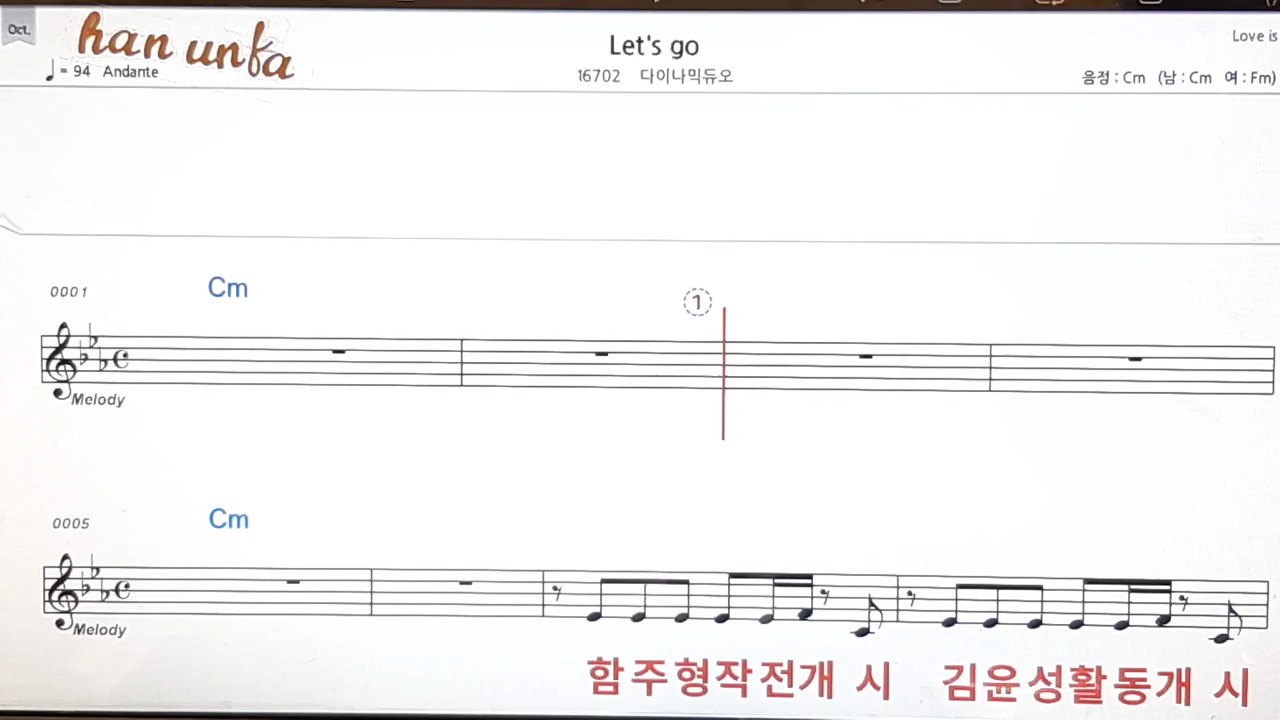 Oct.
han unfa
Let's go
Love is
♩= 94 Andante
16702 다이나믹듀오
음정 : Cm (남 : Cm 여 : Fm)
0001
Cm
1
Melody
0005
Cm
Melody
함주형작전개 시 김윤성활동개 시